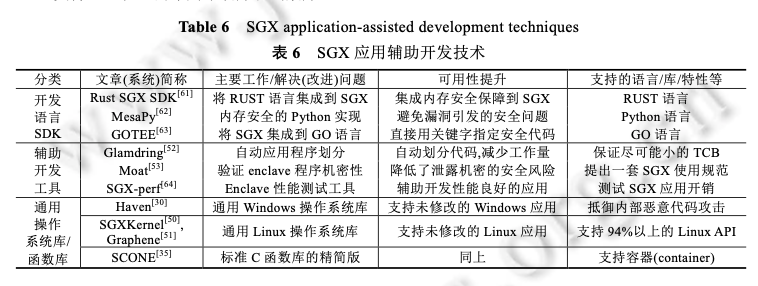 Table 6 SGX application-assisted development techniques
表 6 SGX 应用辅助开发技术
分类 文章(系统)简称 主要工作/解决(改进)问题 可用性提升 支持的语言/库/特性等
开发 Rust SGX SDK[61] 将 RUST 语言集成到 SGX 集成内存安全保障到 SGX RUST 语言
语言 MesaPy[62] 内存安全的 Python 实现 避免漏洞引发的安全问题 Python 语言
SDK GOTEE[63] 将 SGX 集成到 GO 语言 直接用关键字指定安全代码 GO 语言
辅助 Glamdring[52] 自动应用程序划分 自动划分代码,减少工作量 保证尽可能小的 TCB
开发 Moat[53] 验证 enclave 程序机密性 降低了泄露机密的安全风险 提出一套 SGX 使用规范
工具 SGX-perf[64] Enclave 性能测试工具 辅助开发性能良好的应用 测试 SGX 应用开销
通用 Haven[30] 通用 Windows 操作系统库 支持未修改的 Windows 应用 抵御内部恶意代码攻击
操作 SGXKernel[50],
系统库/ Graphene[51] 通用 Linux 操作系统库 支持未修改的 Linux 应用 支持 94%以上的 Linux API
函数库 SCONE[35] 标准 C 函数库的精简版 同上 支持容器(container)